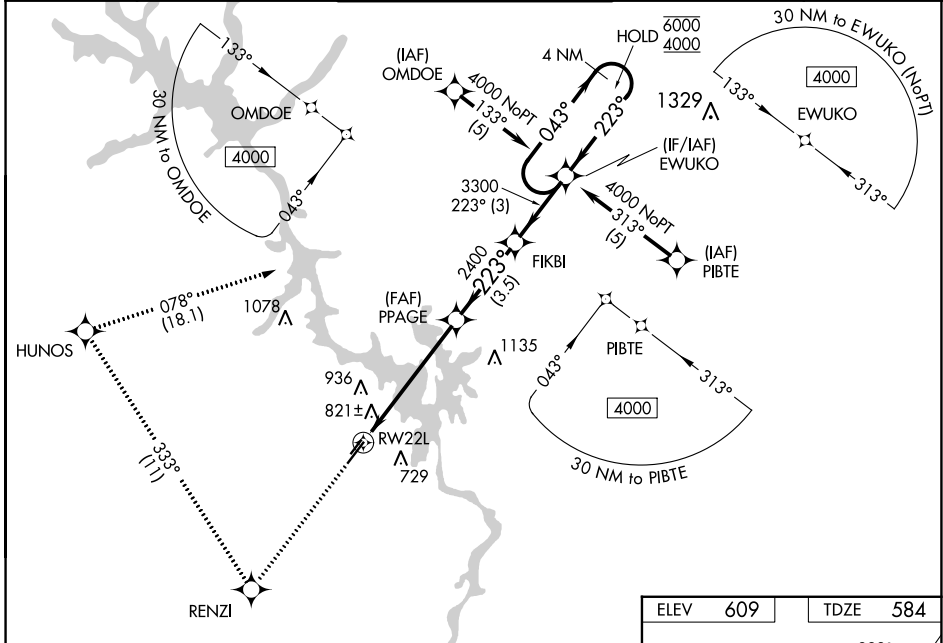 133°
OMDOE
4000
30 NM to OMDOE
043°
(IAF)
OMDOE
4000 NoPT
133°
(5)
4 NM
HOLD
6000
4000
043°
223°
1329
(IF/IAF)
EWUKO
30 NM to EWUKO (NoPT)
4000
133°
EWUKO
313°
3300
223° (3)
4000 NoPT
313°
(5)
(IAF)
PIBTE
FIKBI
2400
223°
(3.5)
(FAF)
PPAGE
078°
(18.1)
1078
HUNOS
1135
PIBTE
043°
313°
4000
30 NM to PIBTE
936
821±
RW22L
729
333°
(11)
RENZI
ELEV 609
TDZE 584